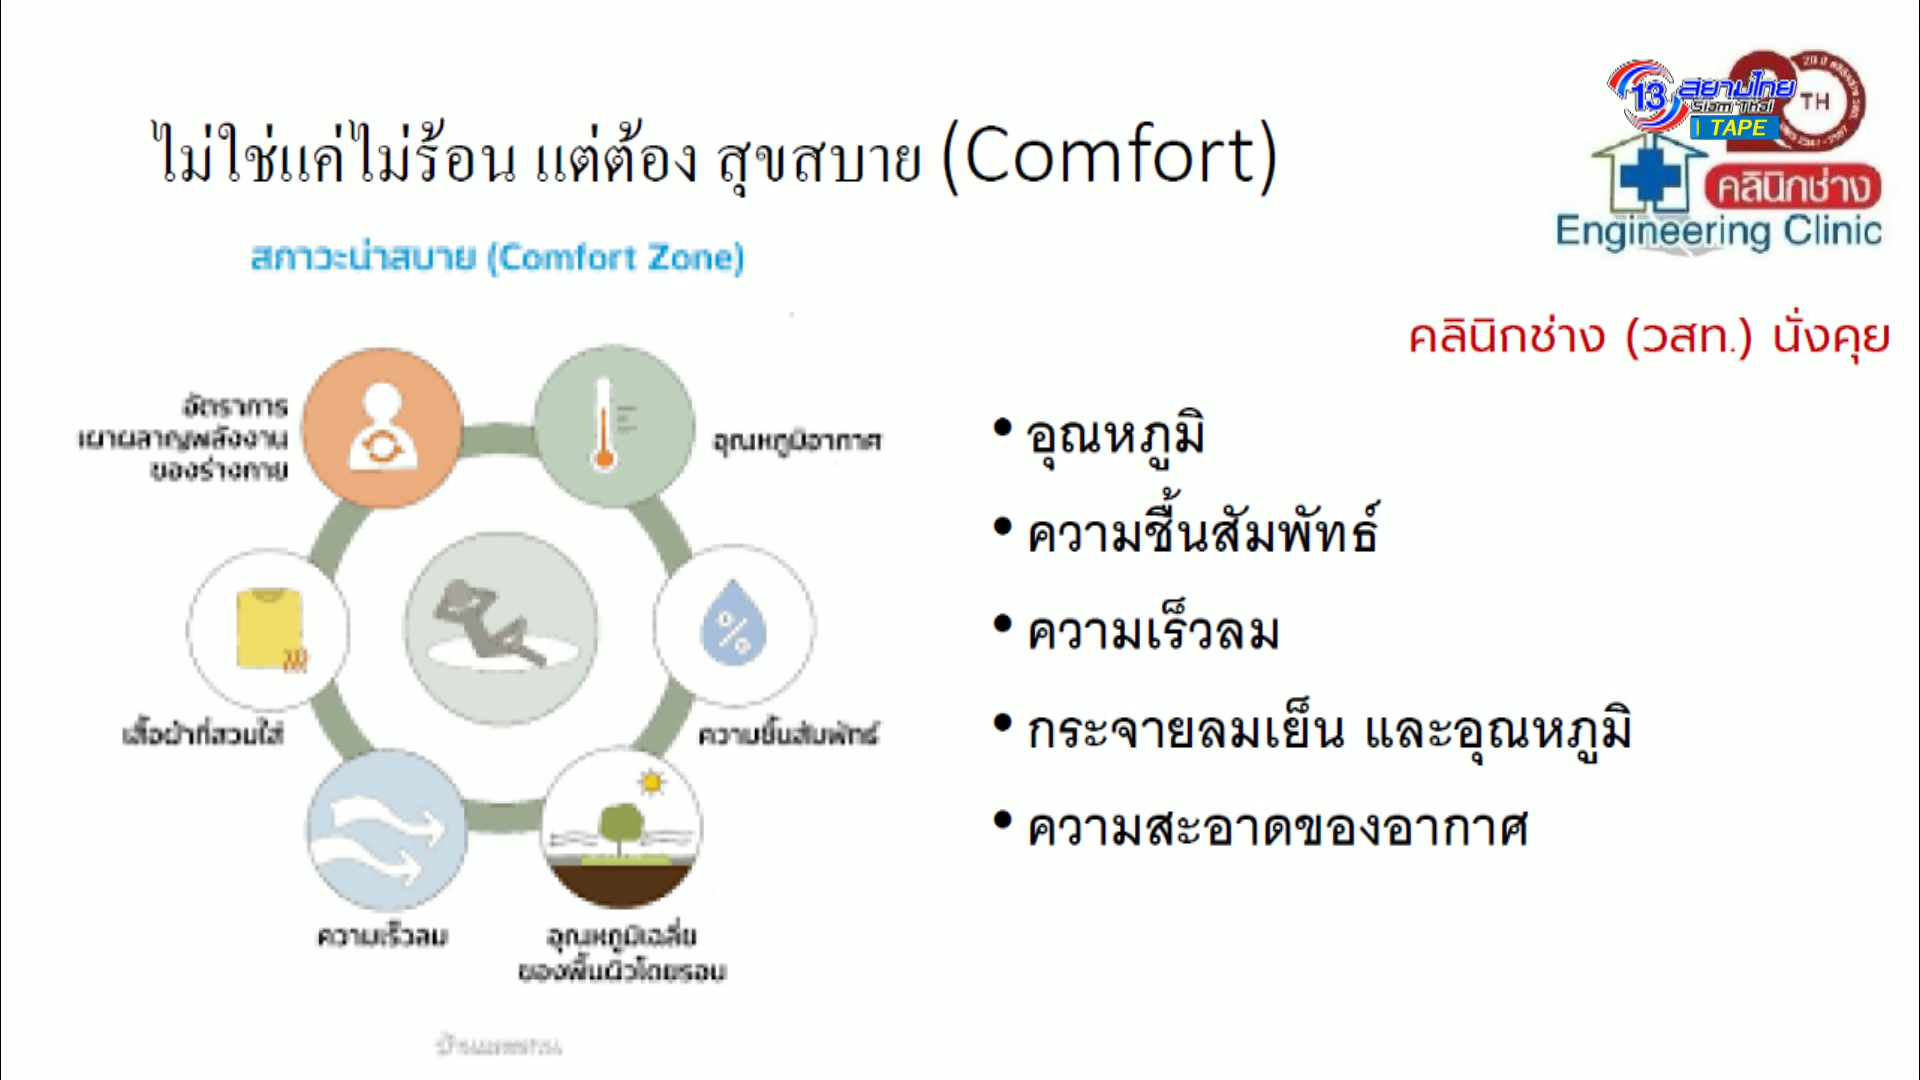 ไม่ใช่แค่ไม่ร้อน แต่ต้อง สุขสบาย (Comfort)
สภาวะน่าสบาย (Comfort Zone)
อัตราการ
เผาผลาญพลังงาน
ของร่างกาย
อุณหภูมิอากาศ
เสื้อผ้าที่สวมใส่
ความชื้นสัมพัทธ์
ความเร็วลม
อุณหภูมิเฉลี่ย
ของพื้นผิวโดยรอบ
13 สยามไทย
Siam Thai
TAPE
TH
คลินิกช่าง
Engineering Clinic
คลินิกช่าง (วสท.) นั่งคุย
• อุณหภูมิ
• ความชื้นสัมพัทธ์
• ความเร็วลม
• กระจายลมเย็น และอุณหภูมิ
• ความสะอาดของอากาศ